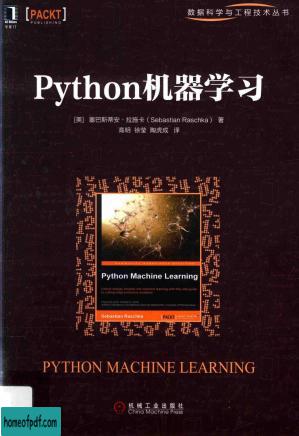 [PACKT]
PUBLISHING
数据科学与工程技术丛书
Python机器学习
[美] 塞巴斯蒂安·拉施卡（Sebastian Raschka）著
高明 徐莹 陶虎成 译
Python Machine Learning
Sebastian Raschka
PACKT
PYTHON MACHINE LEARNING
机械工业出版社
China Machine Press
homeofpdf.com